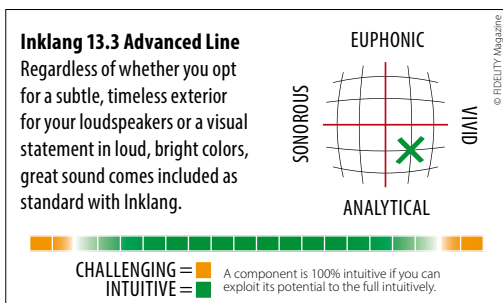 Inklang 13.3 Advanced Line
Regardless of whether you opt
for a subtle, timeless exterior
for your loudspeakers or a visual
statement in loud, bright colors,
great sound comes included as
standard with Inklang.
EUPHONIC
SONOROUS
VIVID
ANALYTICAL
© FIDELITY Magazine
CHALLENGING =
INTUITIVE =
A component is 100% intuitive if you can
exploit its potential to the full intuitively.